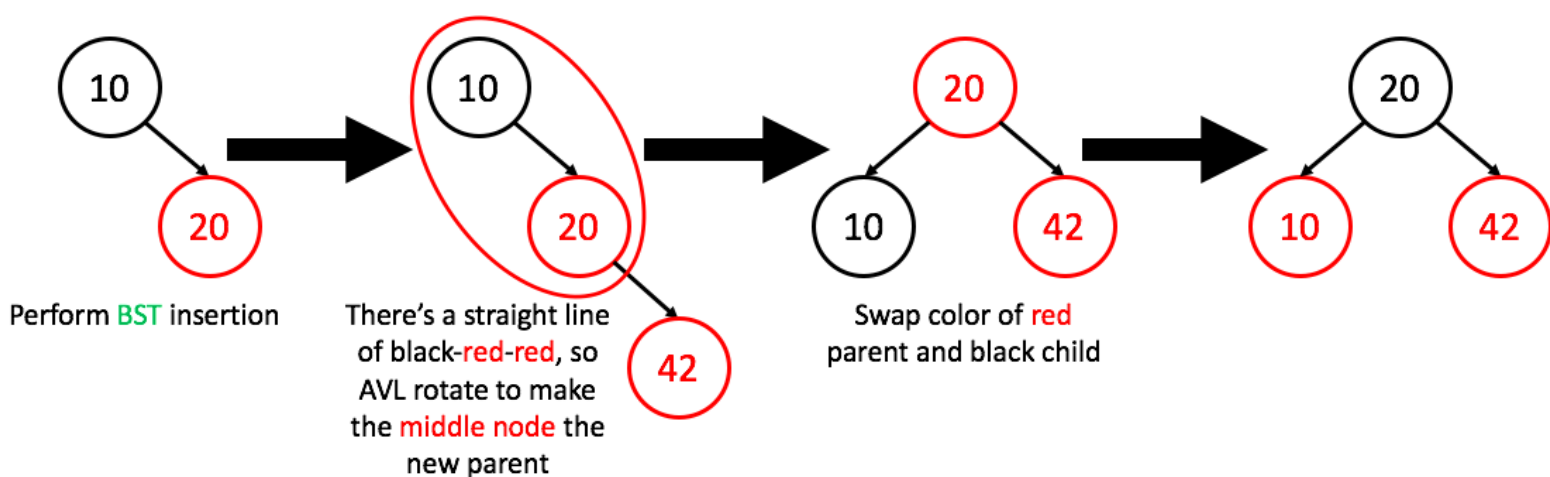 10
20
Perform BST insertion
10
20
42
There's a straight line
of black-red-red, so
AVL rotate to make
the middle node the
new parent
20
10
42
Swap color of red
parent and black child
20
10
42